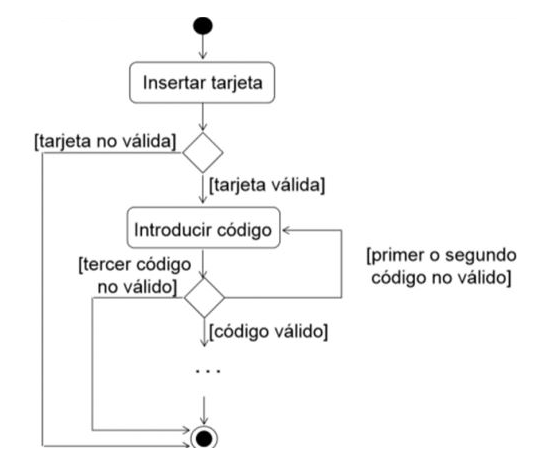 Insertar tarjeta
[tarjeta no válida]
[tarjeta válida]
Introducir código
[primer o segundo
código no válido]
[tercer código
no válido]
[código válido]
...